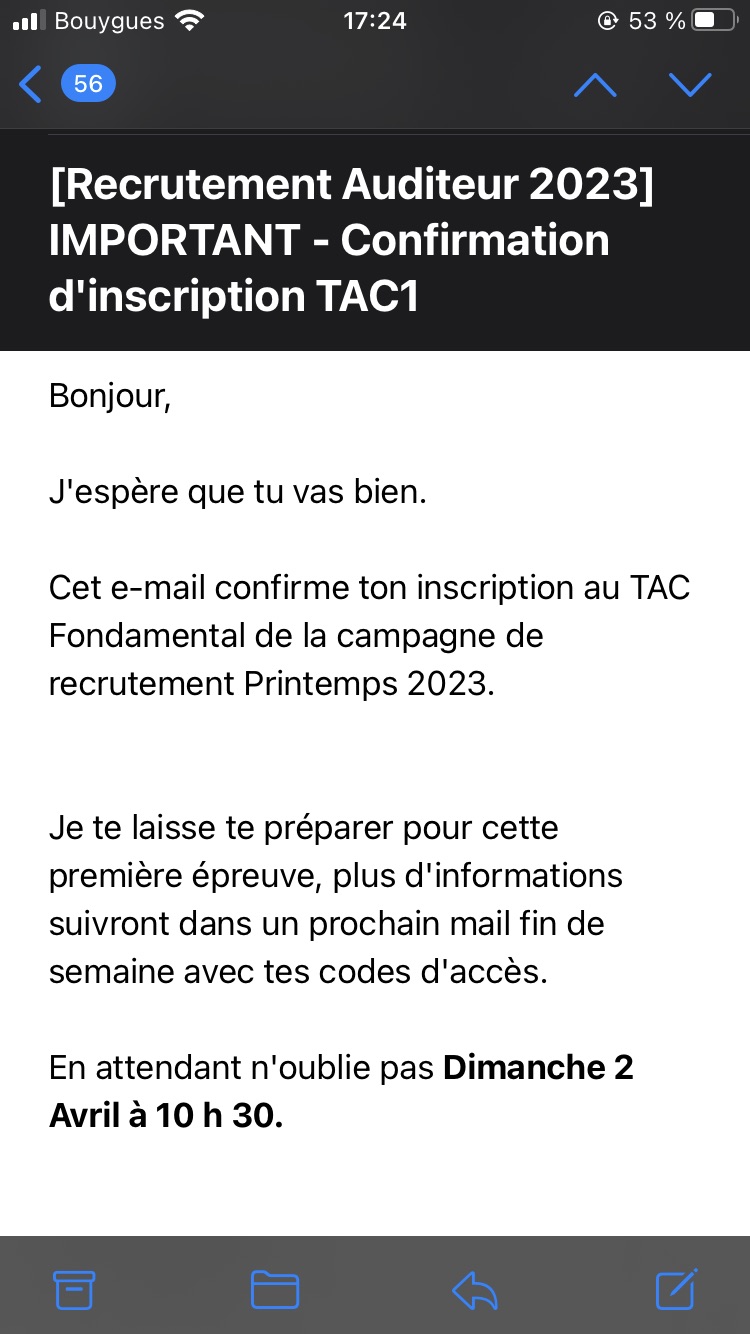 Bouygues 17:24 53 %
56
[Recrutement Auditeur 2023]
IMPORTANT - Confirmation
d'inscription TAC1
Bonjour,
J'espère que tu vas bien.
Cet e-mail confirme ton inscription au TAC
Fondamental de la campagne de
recrutement Printemps 2023.
Je te laisse te préparer pour cette
première épreuve, plus d'informations
suivront dans un prochain mail fin de
semaine avec tes codes d'accès.
En attendant n'oublie pas Dimanche 2
Avril à 10 h 30.